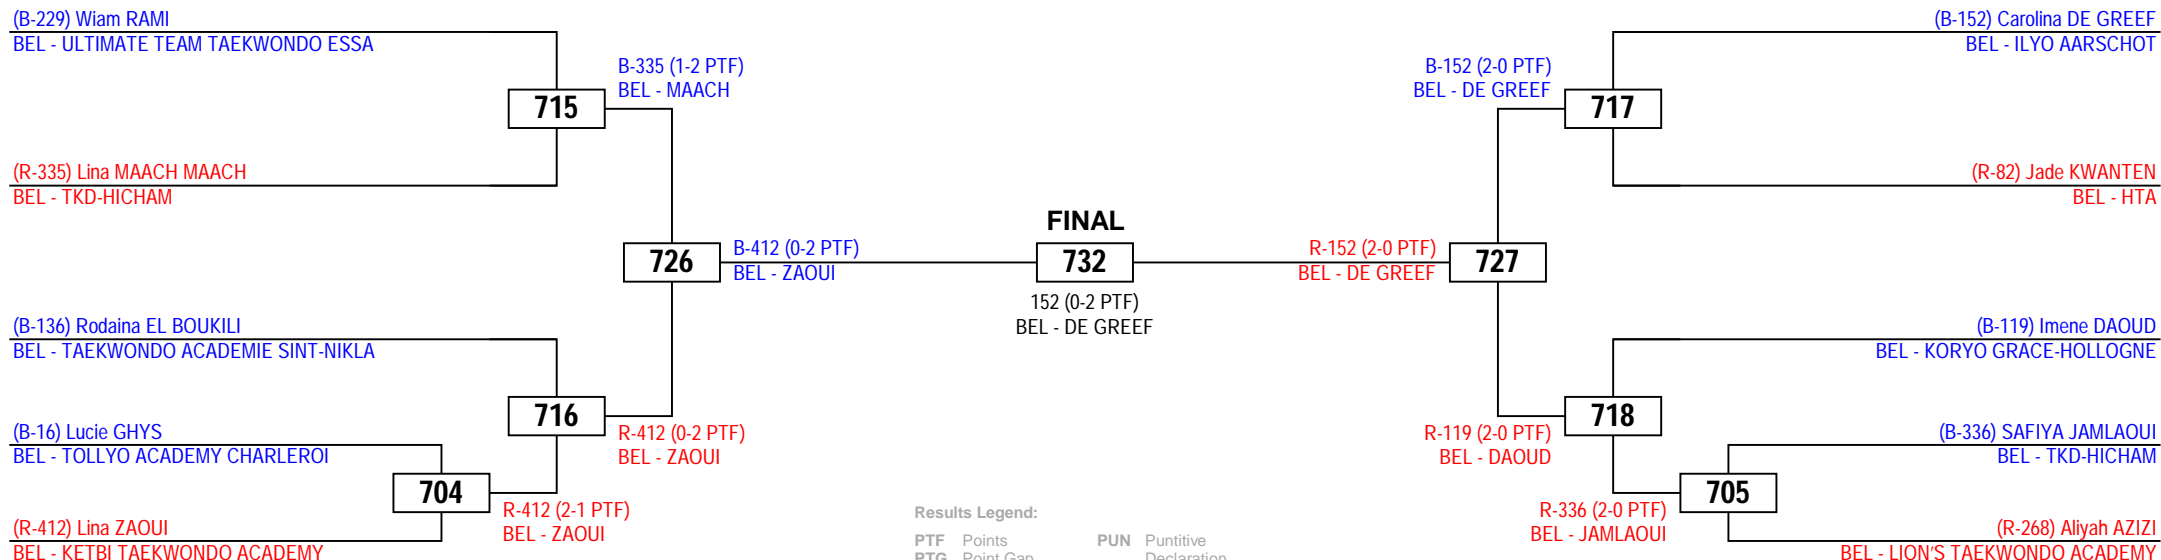 (B-229) Wiam RAMI
BEL - ULTIMATE TEAM TAEKWONDO ESSA
B-335 (1-2 PTF)
BEL - MAACH
715
(R-335) Lina MAACH MAACH
BEL - TKD-HICHAM
726
B-412 (0-2 PTF)
BEL - ZAOUI
(B-136) Rodaina EL BOUKILI
BEL - TAEKWONDO ACADEMIE SINT-NIKLA
716
R-412 (0-2 PTF)
BEL - ZAOUI
(B-16) Lucie GHYS
BEL - TOLLYO ACADEMY CHARLEROI
704
R-412 (2-1 PTF)
BEL - ZAOUI
(R-412) Lina ZAOUI
BEL - KETBI TAEKWONDO ACADEMY
FINAL
732
152 (0-2 PTF)
BEL - DE GREEF
(B-152) Carolina DE GREEF
BEL - ILYO AARSCHOT
B-152 (2-0 PTF)
BEL - DE GREEF
717
(R-82) Jade KWANTEN
BEL - HTA
R-152 (2-0 PTF)
BEL - DE GREEF
727
(B-119) Imene DAOUD
BEL - KORYO GRACE-HOLLOGNE
718
R-119 (2-0 PTF)
BEL - DAOUD
(B-336) SAFIYA JAMLAOUI
BEL - TKD-HICHAM
705
R-336 (2-0 PTF)
BEL - JAMLAOUI
(R-268) Aliyah AZIZI
BEL - LION'S TAEKWONDO ACADEMY
Results Legend:
PTF Points PUN Puntitive
PTG Point Gap Declaration